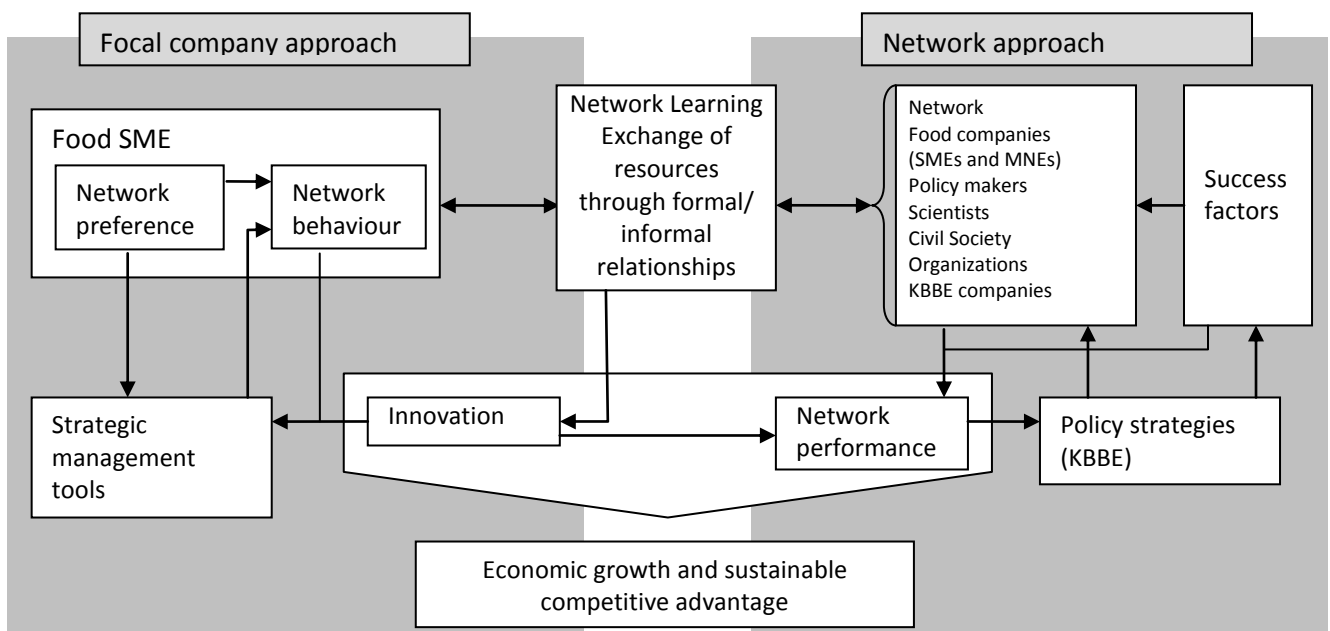 Focal company approach
Network approach
Food SME
Network
preference
Network
behaviour
Network Learning
Exchange of
resources
through formal/
informal
relationships
Network
Food companies
(SMEs and MNEs)
Policy makers
Scientists
Civil Society
Organizations
KBBE companies
Success
factors
Strategic
management
tools
Innovation
Network
performance
Policy strategies
(KBBE)
Economic growth and sustainable
competitive advantage